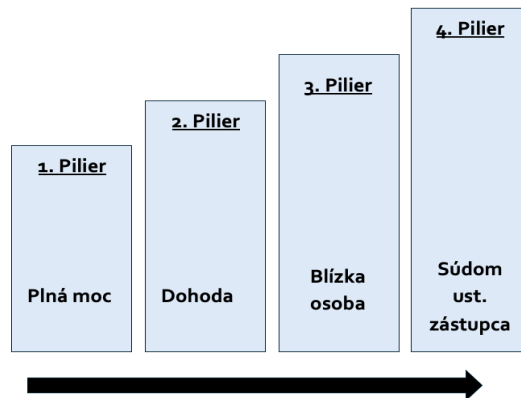 1. Pilier
Plná moc
2. Pilier
Dohoda
3. Pilier
Blízka
osoba
4. Pilier
Súdom
ust.
zástupca